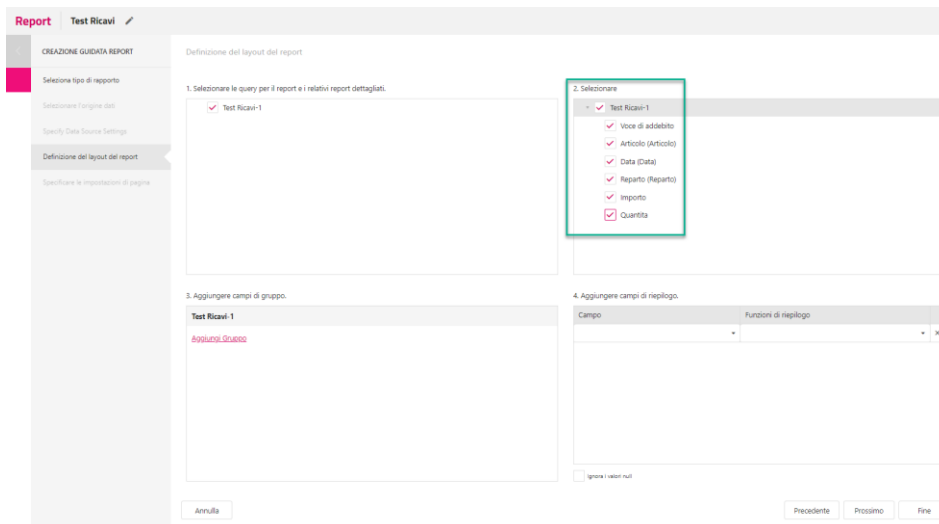 Report Test Ricavi
CREAZIONE GUIDATA REPORT
Selezione tipo di rapporto
Selezionare l'origine dati
Specify Data Source Settings
Definizione del layout del report
Specificare le impostazioni di pagina
Definizione del layout del report
1. Selezionare le query per il report e i relativi report dettagliati.
Test Ricavi-1
2. Selezionare
Test Ricavi-1
Voce di addebito
Articolo (Articolo)
Data (Data)
Reparto (Reparto)
Importo
Quantita
3. Aggiungere campi di gruppo.
Test Ricavi-1
Aggiungi Gruppo
4. Aggiungere campi di riepilogo.
Campo Funzioni di riepilogo
Ignora i valori null
Annulla Precedente Prossimo Fine